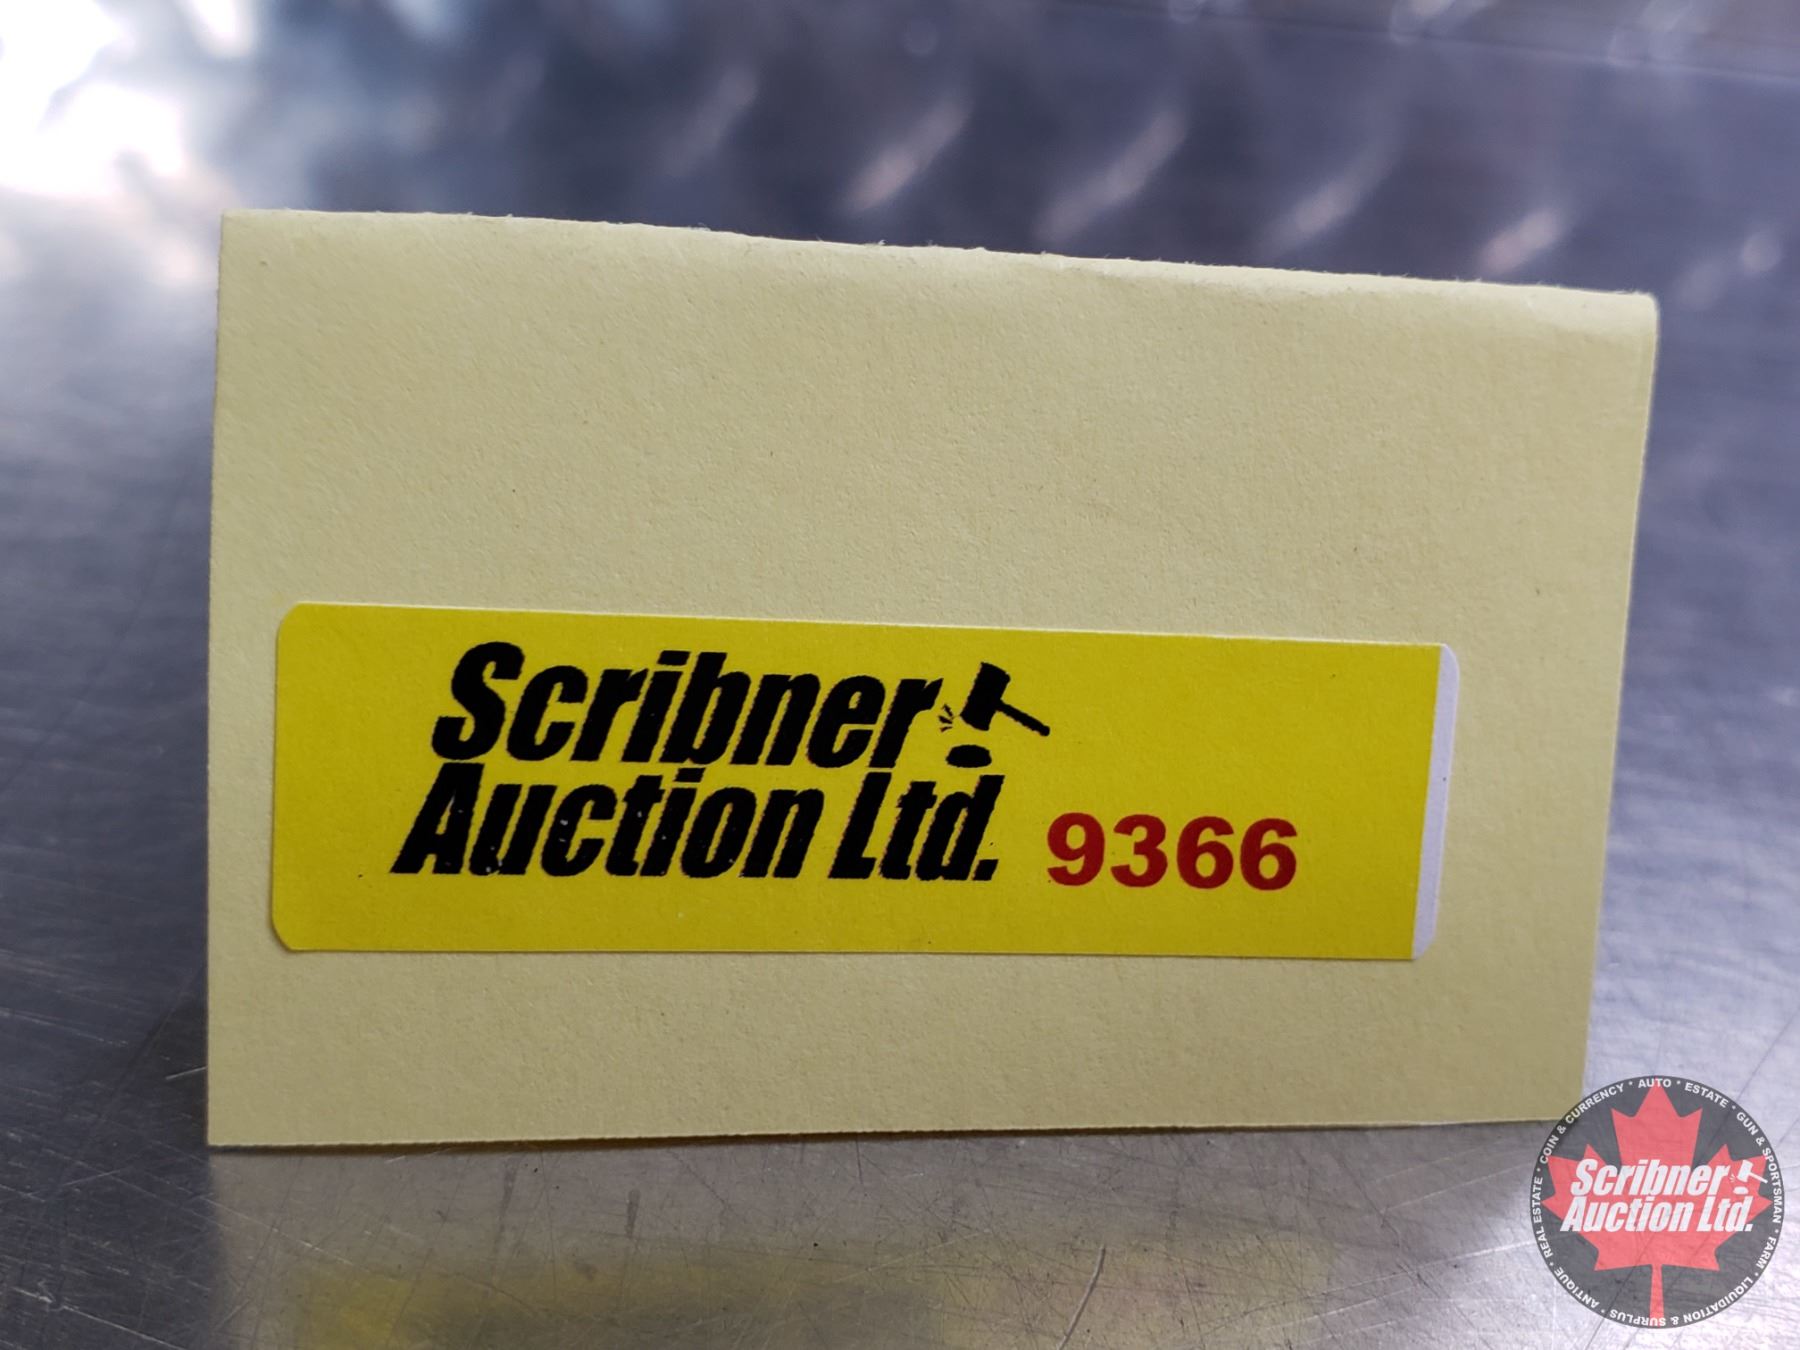 Scribner
Auction Ltd. 9366
COIN & CURRENCY * AUTO * ESTATE * GUN & SPORTSMAN * FARM * LIQUIDATION & SURPLUS * ANTIQUE * REAL ESTATE *
Scribner
Auction Ltd.